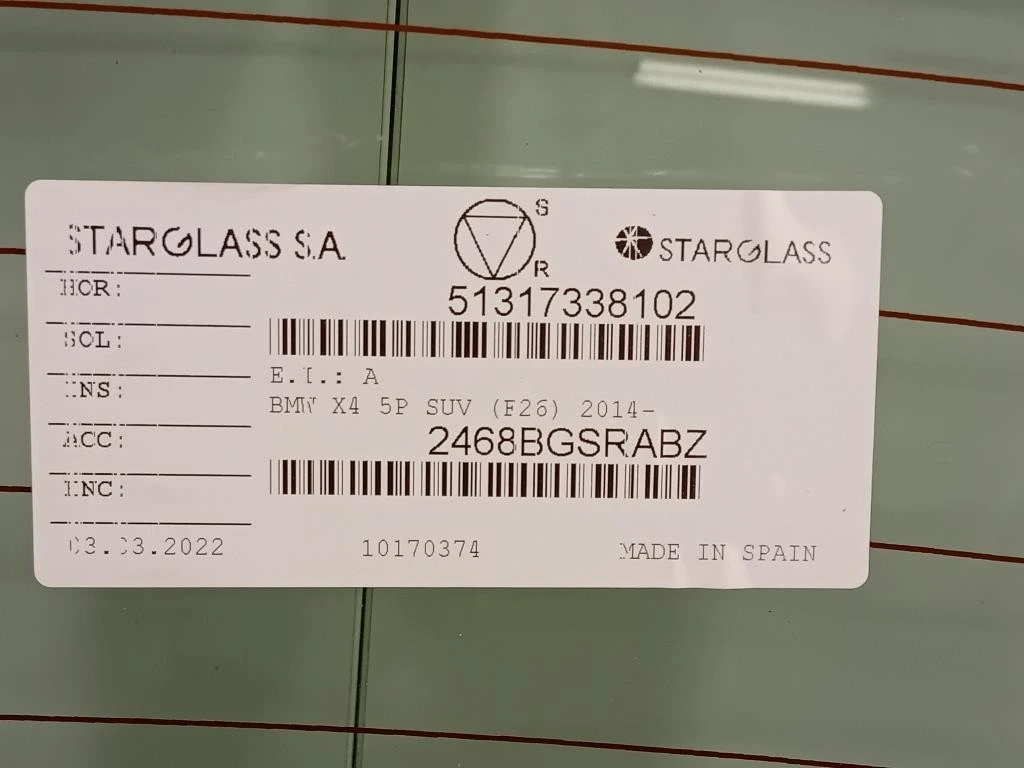 STARGLASS S.A.
S
R
STARGLASS
HOR:
51317338102
SOL:
E.I.: A
INS:
BMW X4 5P SUV (F26) 2014-
ACC:
2468BGSRABZ
ENC:
03.03.2022
10170374
MADE IN SPAIN